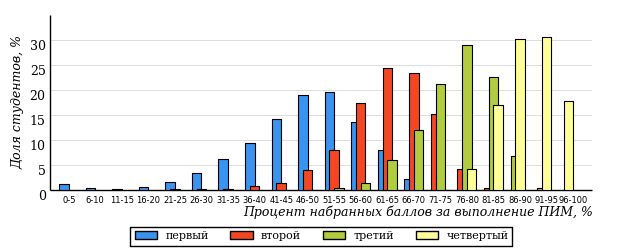 Доля студентов, %
30
25
20
15
10
5
0
0-5 6-10 11-15 16-20 21-25 26-30 31-35 36-40 41-45 46-50 51-55 56-60 61-65 66-70 71-75 76-80 81-85 86-90 91-95 96-100
Процент набранных баллов за выполнение ПИМ, %
первый второй третий четвертый